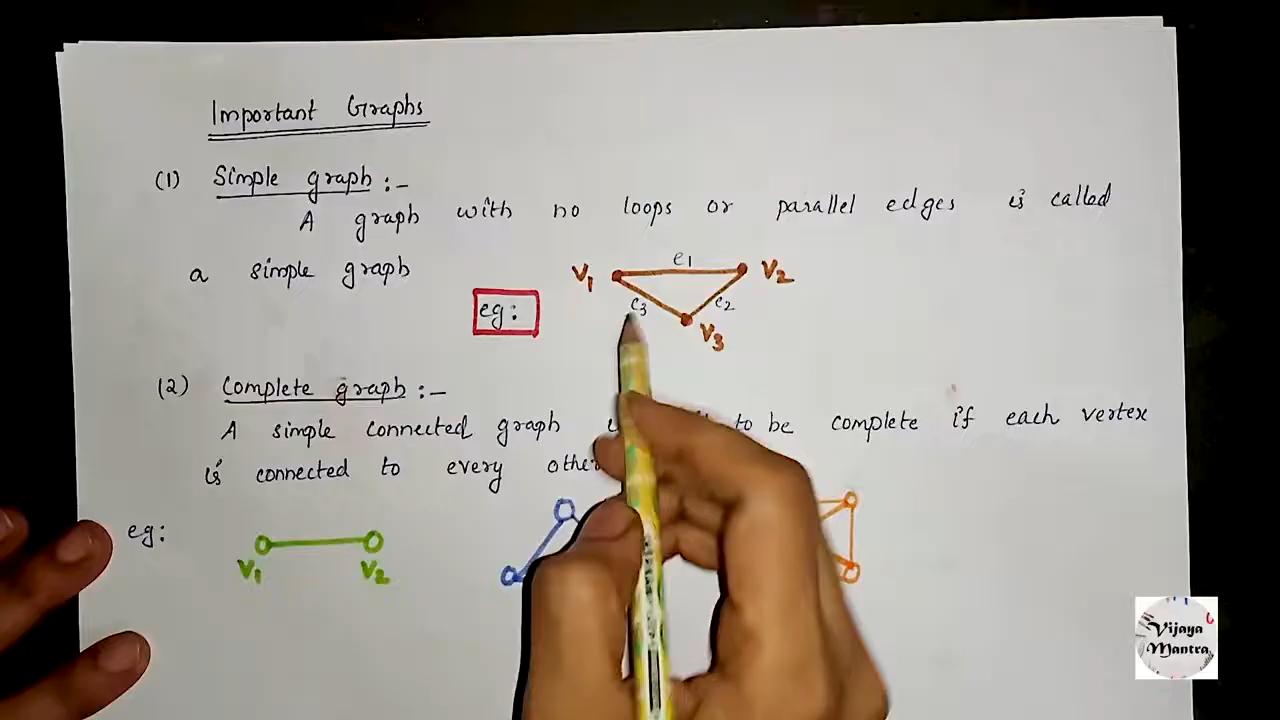 Important Graphs
(1) Simple graph :-
A graph with no loops or parallel edges is called
a simple graph
eg:
V1 e1 V2
e3 e2
V3
(2) Complete graph :-
A simple connected graph to be complete if each vertex
is connected to every other
eg:
V1 V2
Vijaya
Mantra